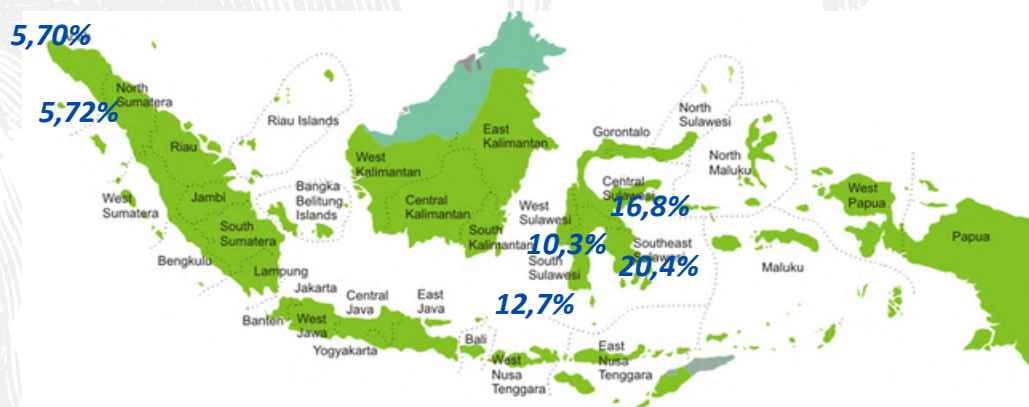 5,70%
North
Sumatera
5,72%
Riau Islands
Riau
West
Sumatera
Jambi
Bangka
Belitung
Islands
South
Sumatera
Bengkulo
Lampung
Jakarta
Banten
West
Jawa
Central
Java
Yogyakarta
East
Java
Bali
West
Nusa
Tenggara
East
Nusa
Tenggara
West
Kalimantan
Central
Kalimantan
East
Kalimantan
South
Kalimantan
Gorontalo
North
Sulawesi
North
Maluku
Central
Sulawesi
16,8%
West
Sulawesi
10,3%
South
Sulawesi
Southeast
Sulawesi
20,4%
12,7%
Maluku
West
Papua
Papua